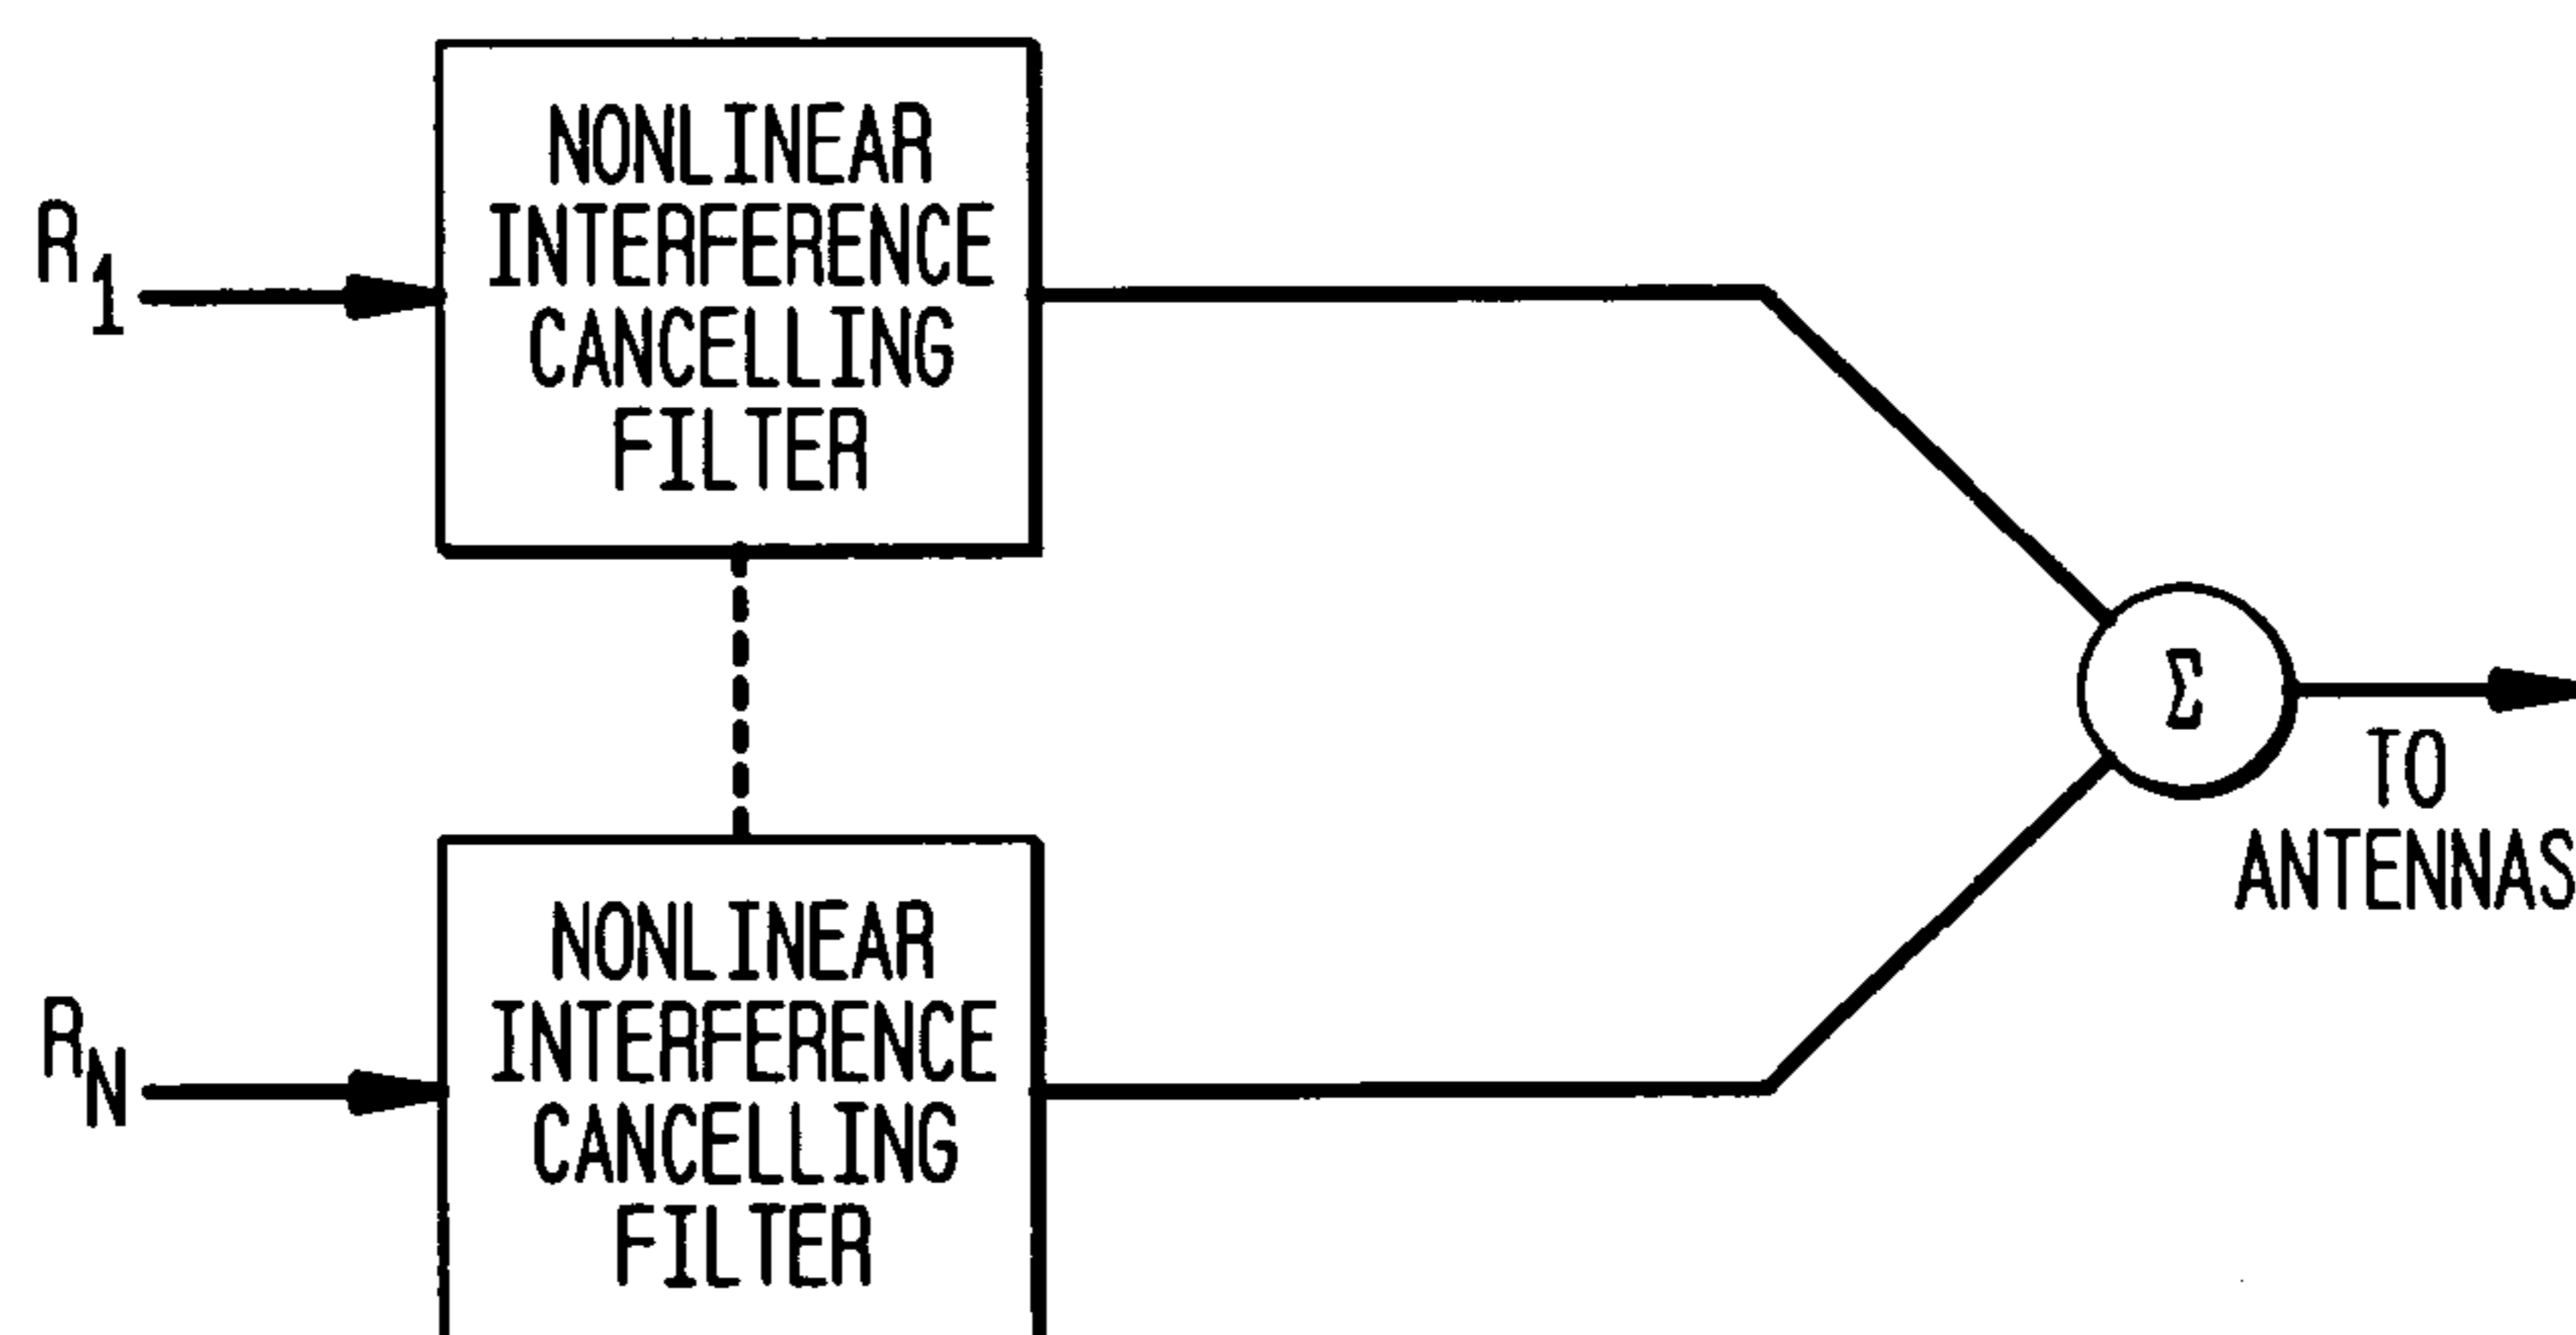 NONLINEAR
INTERFERENCE
CANCELLING
FILTER
R1
Σ
TO
ANTENNAS
NONLINEAR
INTERFERENCE
CANCELLING
FILTER
RN